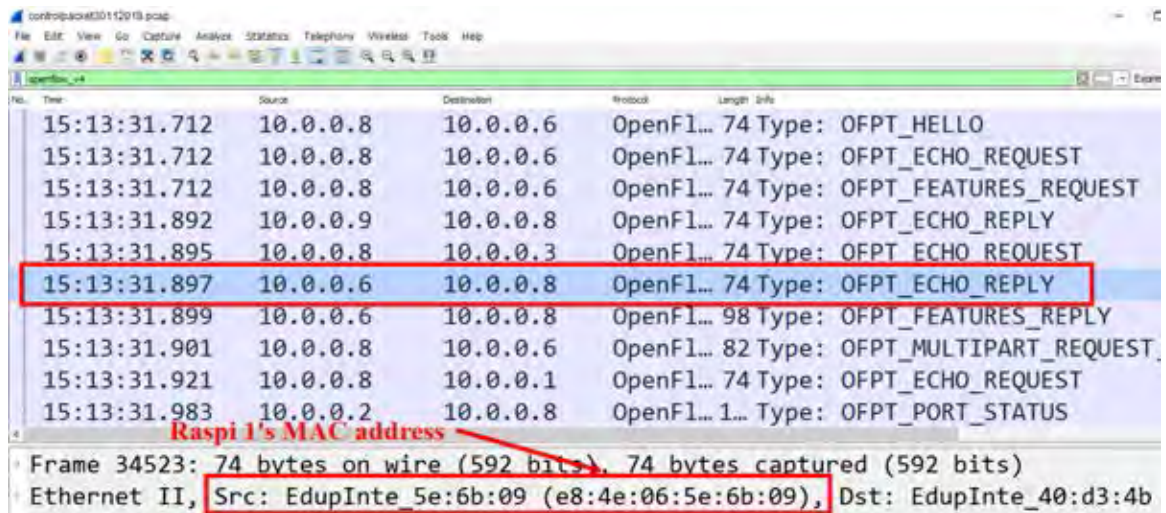 controlpacket30112019.pcap
File Edit View Go Capture Analyze Statistics Telephony Wireless Tools Help
openflow_v4
No. Time Source Destination Protocol Length Info
15:13:31.712 10.0.0.8 10.0.0.6 OpenFl… 74 Type: OFPT_HELLO
15:13:31.712 10.0.0.8 10.0.0.6 OpenFl… 74 Type: OFPT_ECHO_REQUEST
15:13:31.712 10.0.0.8 10.0.0.6 OpenFl… 74 Type: OFPT_FEATURES_REQUEST
15:13:31.892 10.0.0.9 10.0.0.8 OpenFl… 74 Type: OFPT_ECHO_REPLY
15:13:31.895 10.0.0.8 10.0.0.3 OpenFl… 74 Type: OFPT_ECHO_REQUEST
15:13:31.897 10.0.0.6 10.0.0.8 OpenFl… 74 Type: OFPT_ECHO_REPLY
15:13:31.899 10.0.0.6 10.0.0.8 OpenFl… 98 Type: OFPT_FEATURES_REPLY
15:13:31.901 10.0.0.8 10.0.0.6 OpenFl… 82 Type: OFPT_MULTIPART_REQUEST_
15:13:31.921 10.0.0.8 10.0.0.1 OpenFl… 74 Type: OFPT_ECHO_REQUEST
15:13:31.983 10.0.0.2 10.0.0.8 OpenFl… 1… Type: OFPT_PORT_STATUS
Raspi 1's MAC address
Frame 34523: 74 bytes on wire (592 bits), 74 bytes captured (592 bits)
Ethernet II, Src: EdupInte_5e:6b:09 (e8:4e:06:5e:6b:09), Dst: EdupInte_40:d3:4b